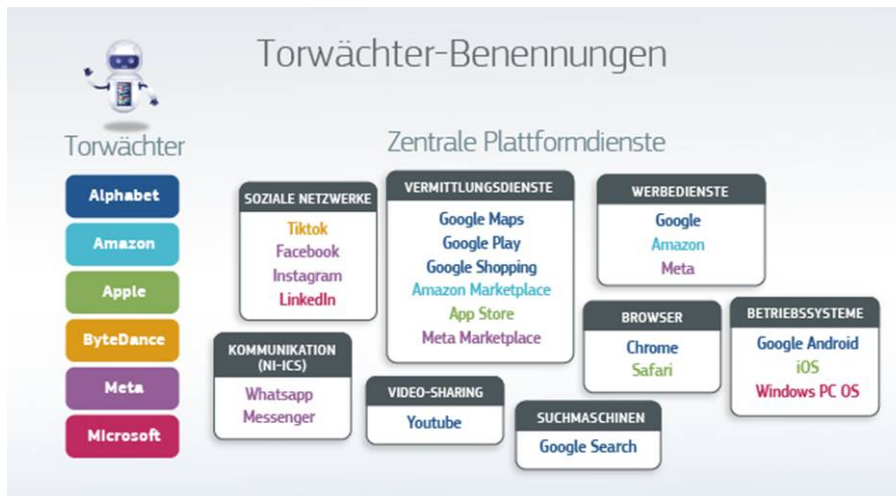 Torwächter-Benennungen
Torwächter
Alphabet
Amazon
Apple
ByteDance
Meta
Microsoft
Zentrale Plattformdienste
SOZIALE NETZWERKE
Tiktok
Facebook
Instagram
LinkedIn
VERMITTLUNGSDIENSTE
Google Maps
Google Play
Google Shopping
Amazon Marketplace
App Store
Meta Marketplace
WERBEDIENSTE
Google
Amazon
Meta
KOMMUNIKATION
(NI-ICS)
Whatsapp
Messenger
VIDEO-SHARING
Youtube
BROWSER
Chrome
Safari
BETRIEBSSYSTEME
Google Android
iOS
Windows PC OS
SUCHMASCHINEN
Google Search